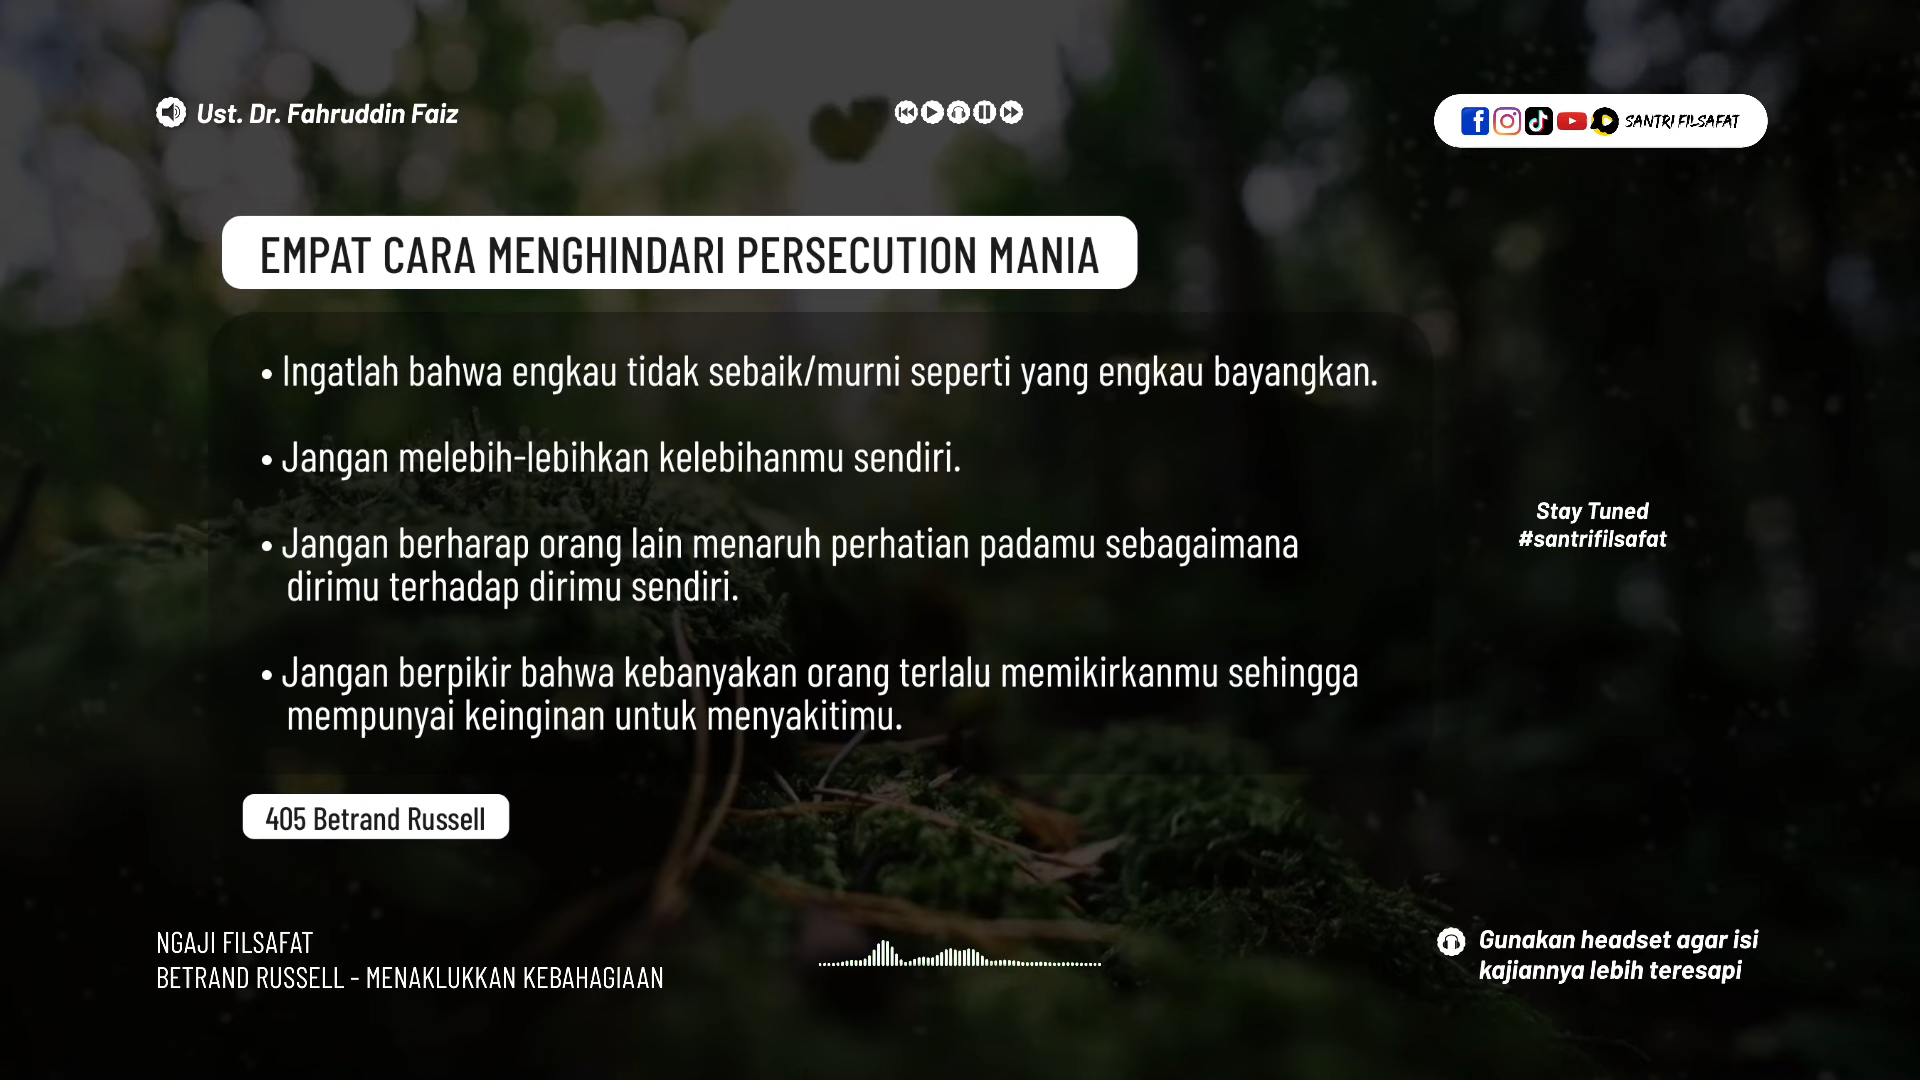 Ust. Dr. Fahruddin Faiz
SANTRI FILSAFAT
EMPAT CARA MENGHINDARI PERSECUTION MANIA
• Ingatlah bahwa engkau tidak sebaik/murni seperti yang engkau bayangkan.
• Jangan melebih-lebihkan kelebihanmu sendiri.
• Jangan berharap orang lain menaruh perhatian padamu sebagaimana
dirimu terhadap dirimu sendiri.
• Jangan berpikir bahwa kebanyakan orang terlalu memikirkanmu sehingga
mempunyai keinginan untuk menyakitimu.
Stay Tuned
#santrifilsafat
405 Betrand Russell
NGAJI FILSAFAT
BETRAND RUSSELL - MENAKLUKKAN KEBAHAGIAAN
Gunakan headset agar isi
kajiannya lebih teresapi